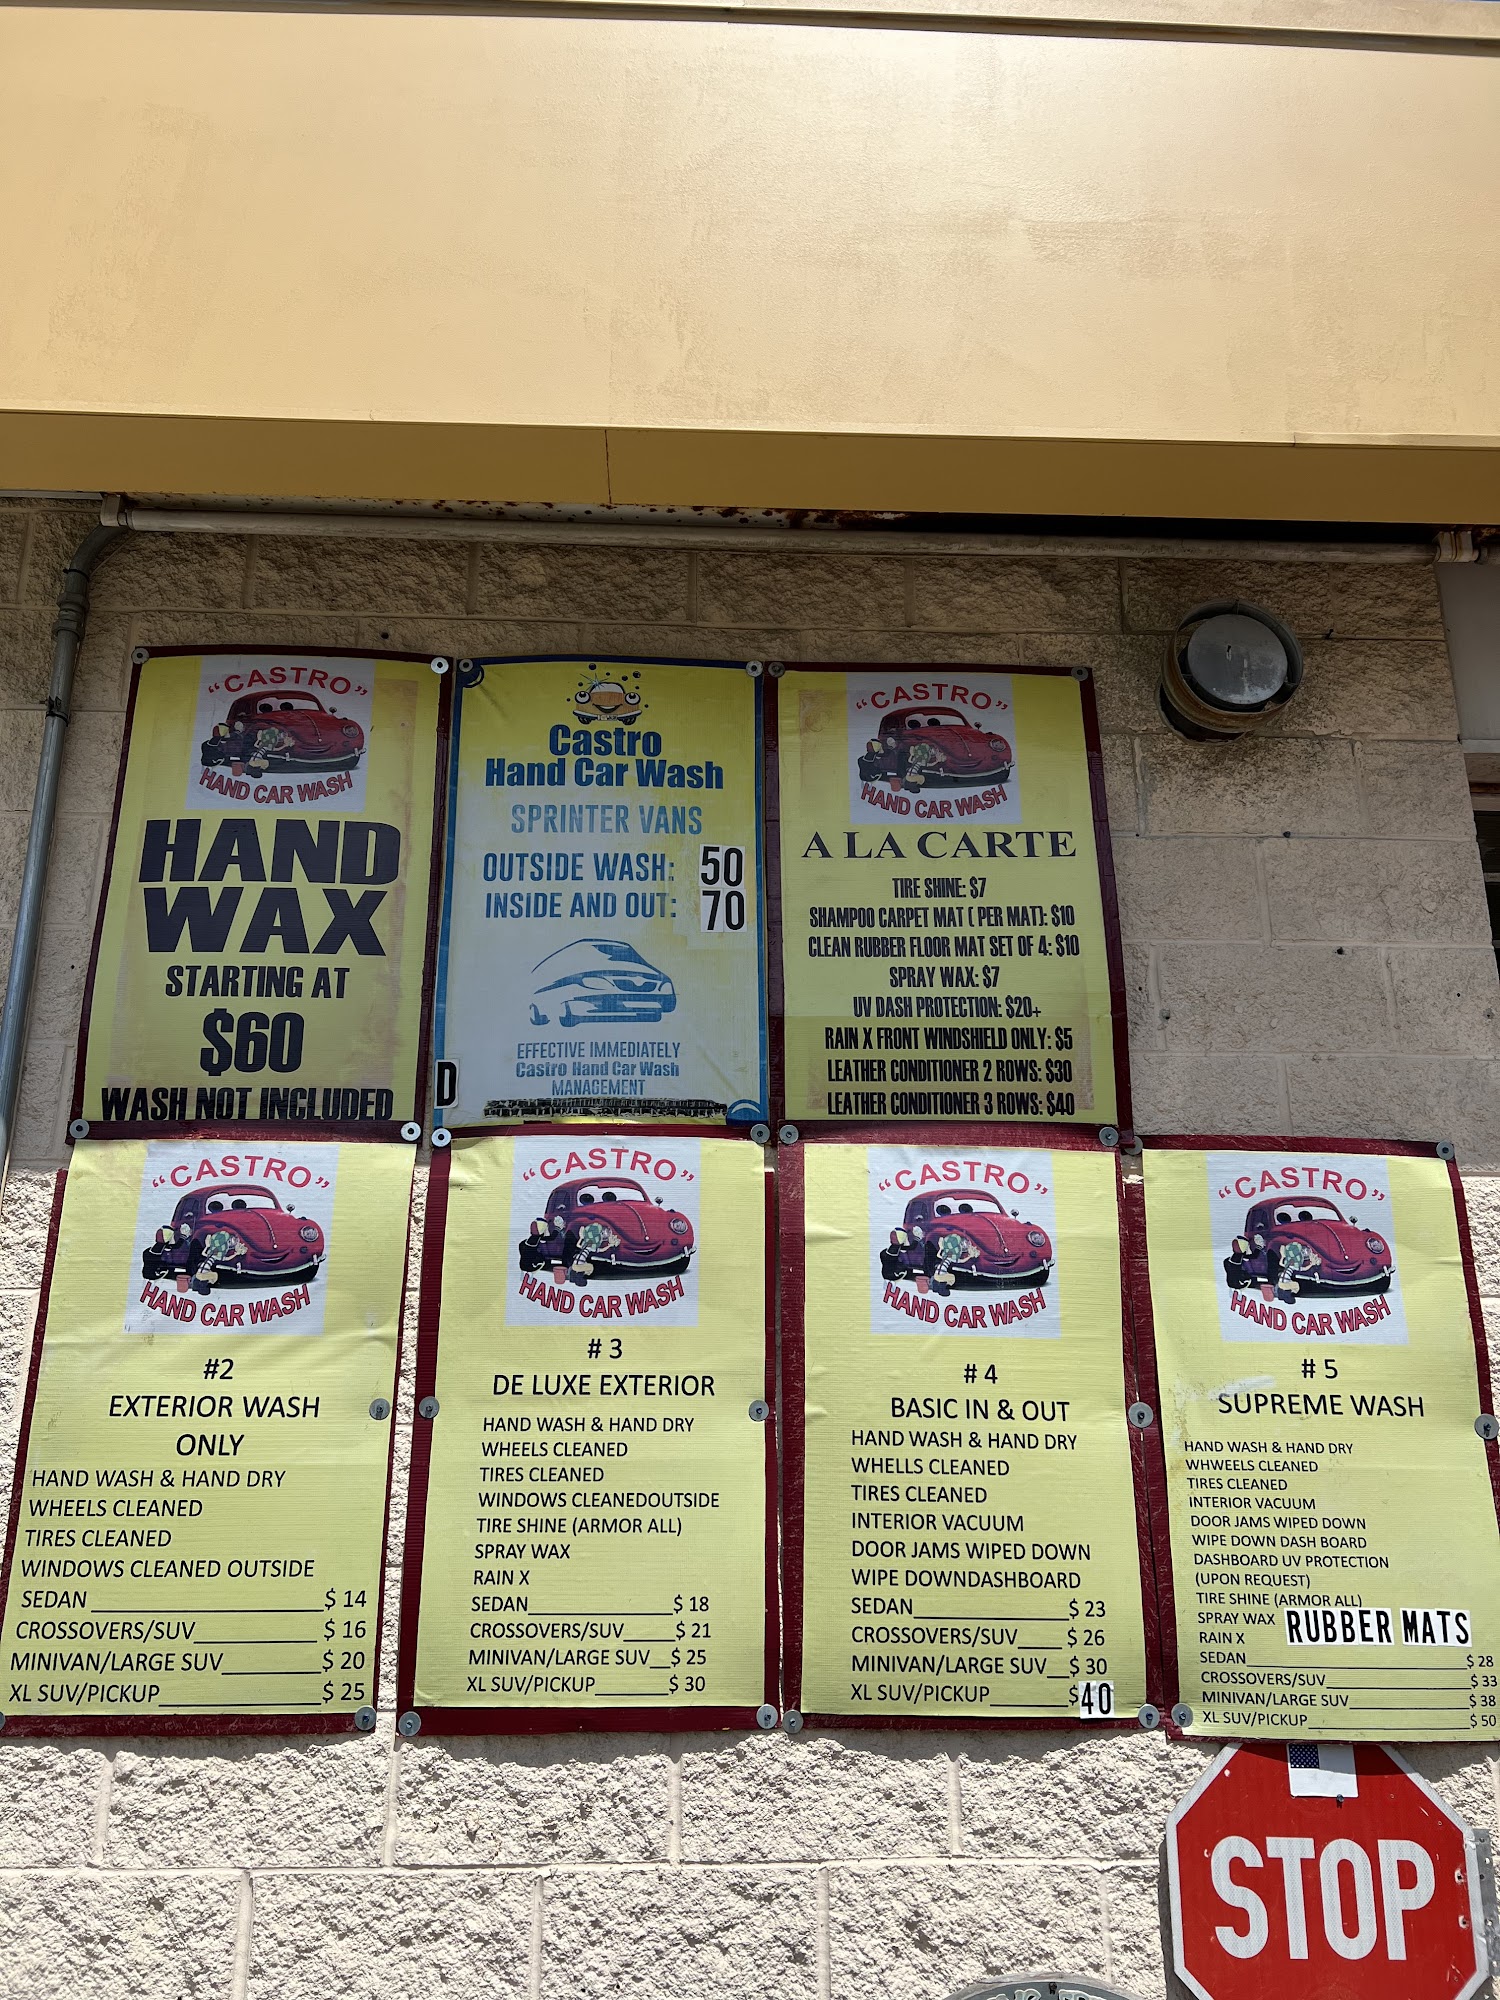 "CASTRO"
HAND CAR WASH
HAND
WAX
STARTING AT
$60
WASH NOT INCLUDED
Castro
Hand Car Wash
SPRINTER VANS
OUTSIDE WASH: 50
INSIDE AND OUT: 70
EFFECTIVE IMMEDIATELY
Castro Hand Car Wash
MANAGEMENT
D
"CASTRO"
HAND CAR WASH
A LA CARTE
TIRE SHINE: $7
SHAMPOO CARPET MAT ( PER MAT): $10
CLEAN RUBBER FLOOR MAT SET OF 4: $10
SPRAY WAX: $7
UV DASH PROTECTION: $20+
RAIN X FRONT WINDSHIELD ONLY: $5
LEATHER CONDITIONER 2 ROWS: $30
LEATHER CONDITIONER 3 ROWS: $40
"CASTRO"
HAND CAR WASH
#2
EXTERIOR WASH
ONLY
HAND WASH & HAND DRY
WHEELS CLEANED
TIRES CLEANED
WINDOWS CLEANED OUTSIDE
SEDAN $ 14
CROSSOVERS/SUV $ 16
MINIVAN/LARGE SUV $ 20
XL SUV/PICKUP $ 25
"CASTRO"
HAND CAR WASH
# 3
DE LUXE EXTERIOR
HAND WASH & HAND DRY
WHEELS CLEANED
TIRES CLEANED
WINDOWS CLEANEDOUTSIDE
TIRE SHINE (ARMOR ALL)
SPRAY WAX
RAIN X
SEDAN $ 18
CROSSOVERS/SUV $ 21
MINIVAN/LARGE SUV $ 25
XL SUV/PICKUP $ 30
"CASTRO"
HAND CAR WASH
# 4
BASIC IN & OUT
HAND WASH & HAND DRY
WHELLS CLEANED
TIRES CLEANED
INTERIOR VACUUM
DOOR JAMS WIPED DOWN
WIPE DOWNDASHBOARD
SEDAN $ 23
CROSSOVERS/SUV $ 26
MINIVAN/LARGE SUV $ 30
XL SUV/PICKUP $40
"CASTRO"
HAND CAR WASH
# 5
SUPREME WASH
HAND WASH & HAND DRY
WHWEELS CLEANED
TIRES CLEANED
INTERIOR VACUUM
DOOR JAMS WIPED DOWN
WIPE DOWN DASH BOARD
DASHBOARD UV PROTECTION
(UPON REQUEST)
TIRE SHINE (ARMOR ALL)
SPRAY WAX RUBBER MATS
RAIN X
SEDAN $ 28
CROSSOVERS/SUV $ 33
MINIVAN/LARGE SUV $ 38
XL SUV/PICKUP $ 50
STOP